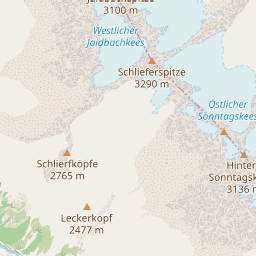 3100 m
Westlicher
Jaidbachkees
Schlieferspitze
3290 m
Östlicher
Sonntagskees
Schlierfköpfe
2765 m
Hinter
Sonntagsk
3136 m
Leckerkopf
2477 m